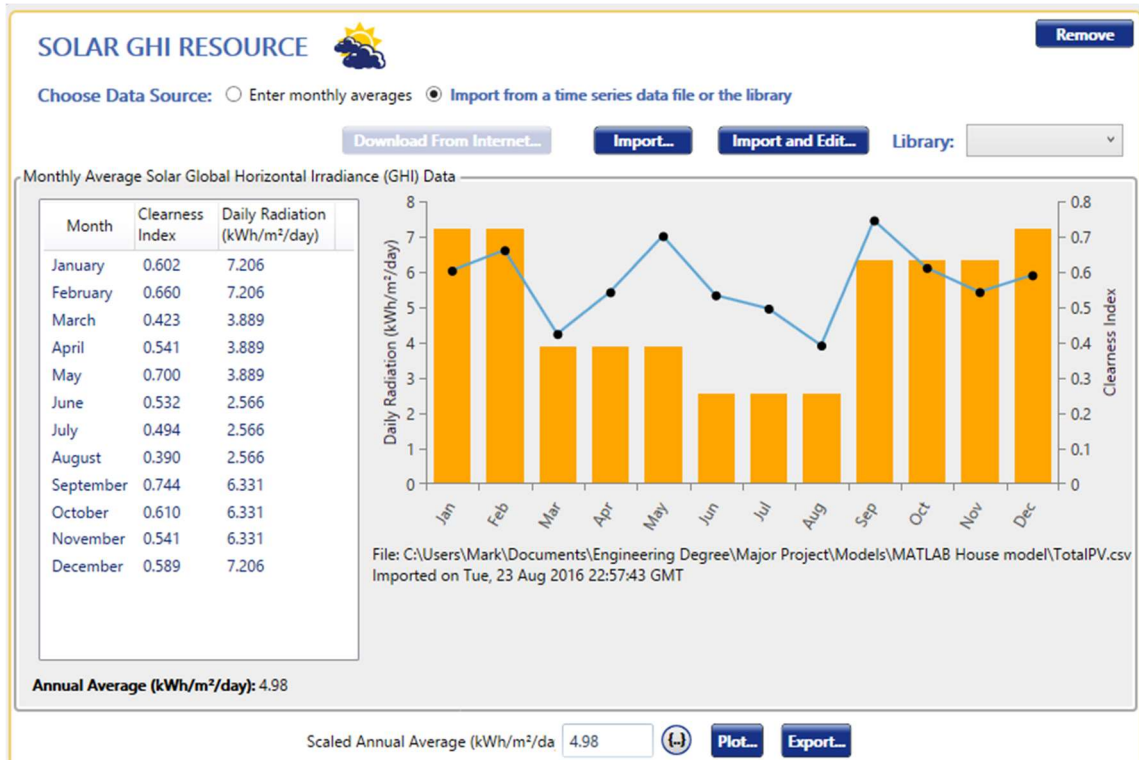 SOLAR GHI RESOURCE
Remove
Choose Data Source: Enter monthly averages Import from a time series data file or the library
Download From Internet... Import... Import and Edit... Library:
Monthly Average Solar Global Horizontal Irradiance (GHI) Data
Month Clearness Index Daily Radiation (kWh/m²/day)
January 0.602 7.206
February 0.660 7.206
March 0.423 3.889
April 0.541 3.889
May 0.700 3.889
June 0.532 2.566
July 0.494 2.566
August 0.390 2.566
September 0.744 6.331
October 0.610 6.331
November 0.541 6.331
December 0.589 7.206
Daily Radiation (kWh/m²/day)
8
7
6
5
4
3
2
1
0
0.8
0.7
0.6
0.5
0.4
0.3
0.2
0.1
0
Clearness Index
Jan Feb Mar Apr May Jun Jul Aug Sep Oct Nov Dec
File: C:\Users\Mark\Documents\Engineering Degree\Major Project\Models\MATLAB House model\TotalPV.csv
Imported on Tue, 23 Aug 2016 22:57:43 GMT
Annual Average (kWh/m²/day): 4.98
Scaled Annual Average (kWh/m²/da 4.98 {..} Plot... Export...